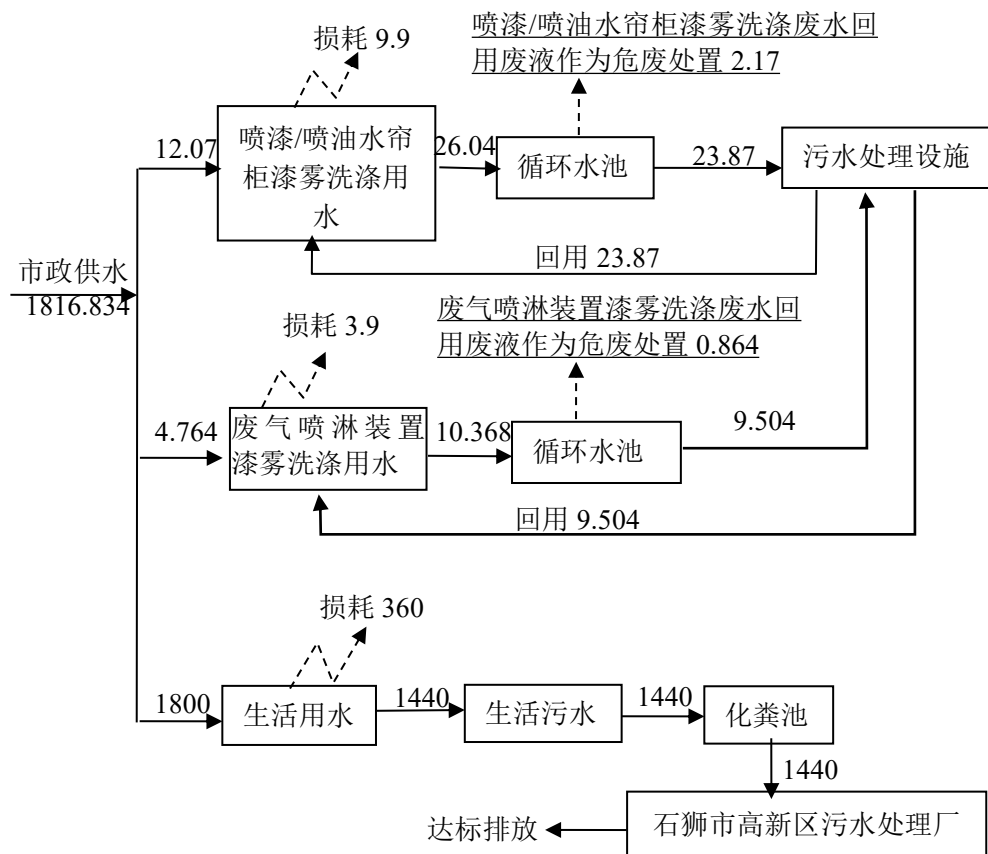 损耗 9.9
喷漆/喷油水帘柜漆雾洗涤废水回
用废液作为危废处置 2.17
12.07
喷漆/喷油水帘
柜漆雾洗涤用
水
26.04
循环水池
23.87
污水处理设施
回用 23.87
市政供水
1816.834
损耗 3.9
废气喷淋装置漆雾洗涤废水回
用废液作为危废处置 0.864
4.764
废气喷淋装置
漆雾洗涤用水
10.368
循环水池
9.504
回用 9.504
损耗 360
1800
生活用水
1440
生活污水
1440
化粪池
1440
达标排放
石狮市高新区污水处理厂